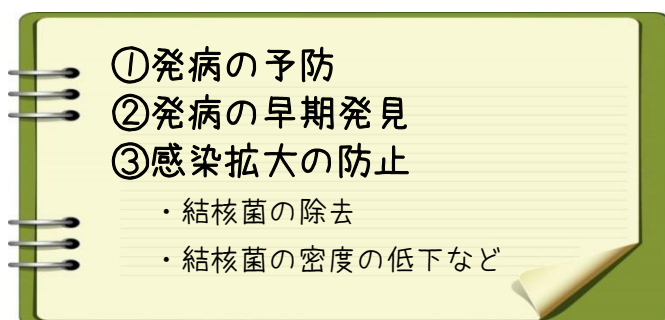 ①発病の予防
②発病の早期発見
③感染拡大の防止
・結核菌の除去
・結核菌の密度の低下など